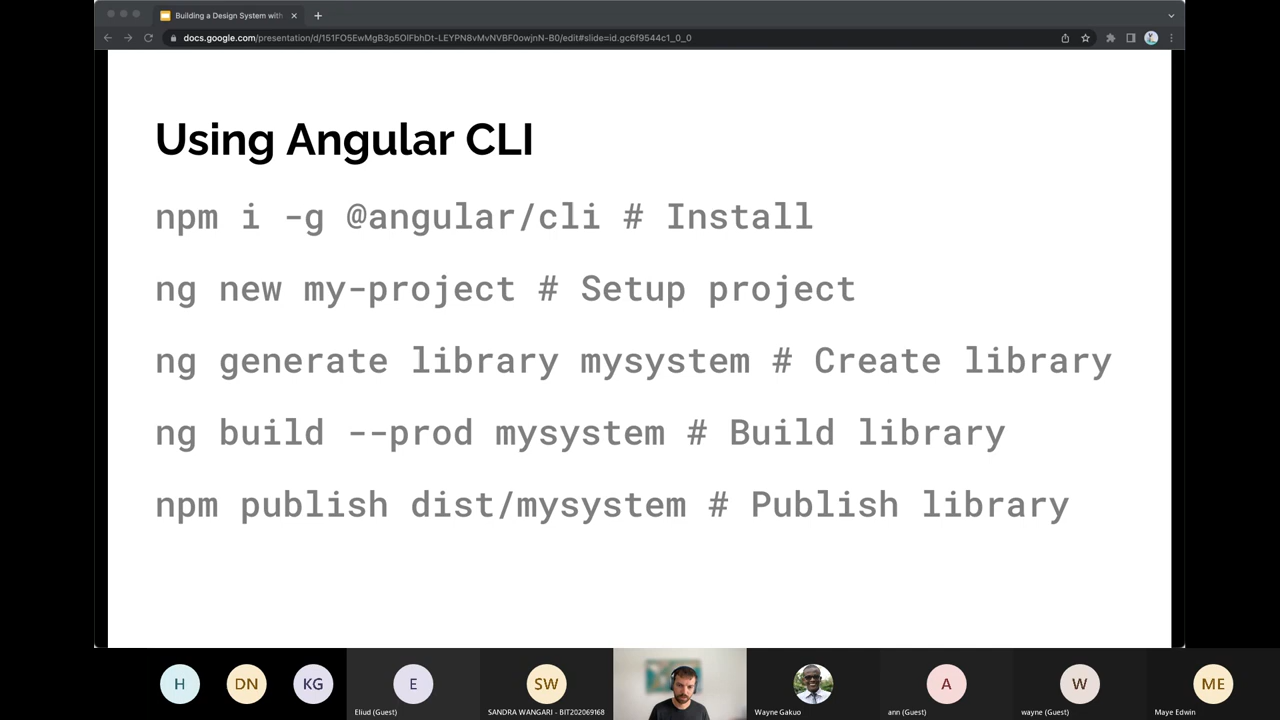 Building a Design System with
docs.google.com/presentation/d/151FO5EwMgB3p5OIFbhDt-LEYPN8vMvNVBF0owjnN-B0/edit#slide=id.gc6f9544c1_0_0
Using Angular CLI
npm i -g @angular/cli # Install
ng new my-project # Setup project
ng generate library mysystem # Create library
ng build --prod mysystem # Build library
npm publish dist/mysystem # Publish library
H
DN
KG
E
SW
A
W
ME
Eliud (Guest)
SANDRA WANGARI - BIT202069168
Wayne Gakuo
ann (Guest)
wayne (Guest)
Maye Edwin